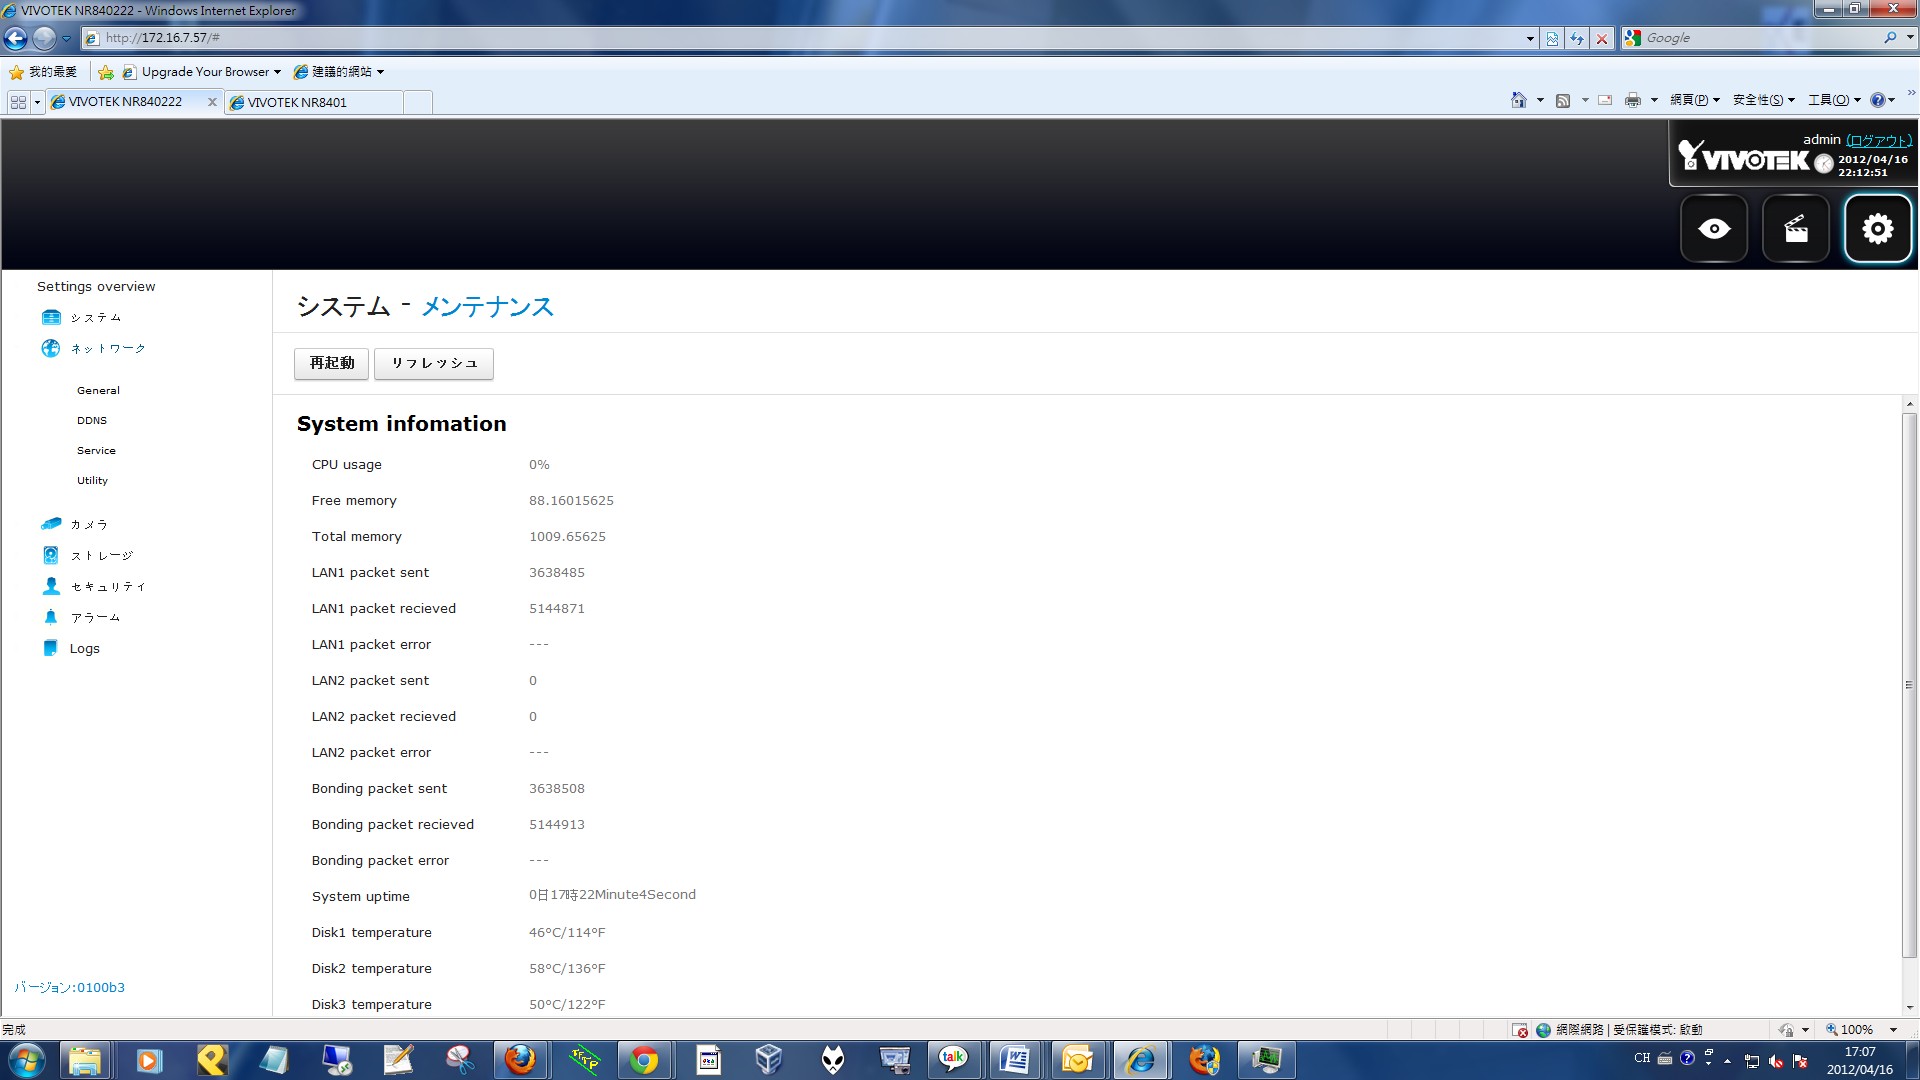 VIVOTEK NR840222 - Windows Internet Explorer
http://172.16.7.57/#
Google
我的最愛
Upgrade Your Browser
建議的網站
VIVOTEK NR840222
VIVOTEK NR8401
網頁(P)
安全性(S)
工具(O)
admin (ログアウト)
VIVOTEK
2012/04/16
22:12:51
Settings overview
システム
ネットワーク
General
DDNS
Service
Utility
カメラ
ストレージ
セキュリティ
アラーム
Logs
バージョン:0100b3
システム - メンテナンス
再起動
リフレッシュ
System infomation
CPU usage 0%
Free memory 88.16015625
Total memory 1009.65625
LAN1 packet sent 3638485
LAN1 packet recieved 5144871
LAN1 packet error ---
LAN2 packet sent 0
LAN2 packet recieved 0
LAN2 packet error ---
Bonding packet sent 3638508
Bonding packet recieved 5144913
Bonding packet error ---
System uptime 0日17時22Minute4Second
Disk1 temperature 46°C/114°F
Disk2 temperature 58°C/136°F
Disk3 temperature 50°C/122°F
完成
網際網路 | 受保護模式: 啟動
100%
talk
CH
17:07
2012/04/16